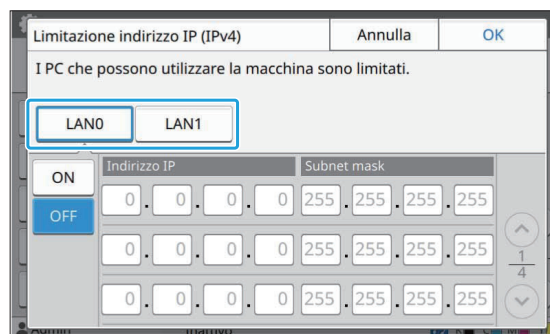 Limitazione indirizzo IP (IPv4) Annulla OK
I PC che possono utilizzare la macchina sono limitati.
LAN0 LAN1
ON
OFF
Indirizzo IP Subnet mask
0 . 0 . 0 . 0 255 . 255 . 255 . 255
0 . 0 . 0 . 0 255 . 255 . 255 . 255
0 . 0 . 0 . 0 255 . 255 . 255 . 255
1
4